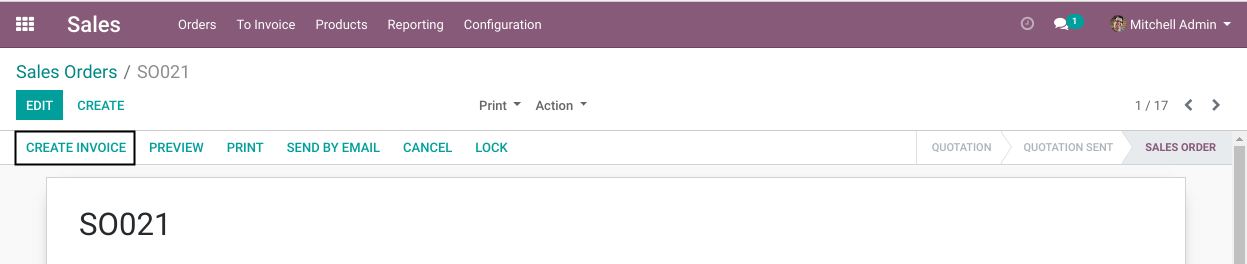 Sales Orders To Invoice Products Reporting Configuration 1 Mitchell Admin
Sales Orders / SO021
EDIT CREATE Print Action 1 / 17
CREATE INVOICE PREVIEW PRINT SEND BY EMAIL CANCEL LOCK QUOTATION QUOTATION SENT SALES ORDER
SO021